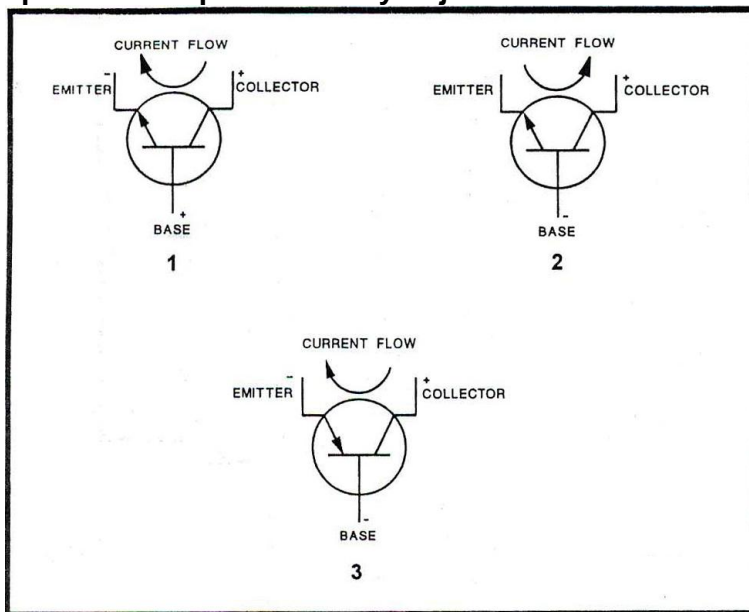 CURRENT FLOW
-
+
EMITTER
COLLECTOR
+
BASE
1
CURRENT FLOW
+
EMITTER
COLLECTOR
-
BASE
2
CURRENT FLOW
-
+
EMITTER
COLLECTOR
-
BASE
3